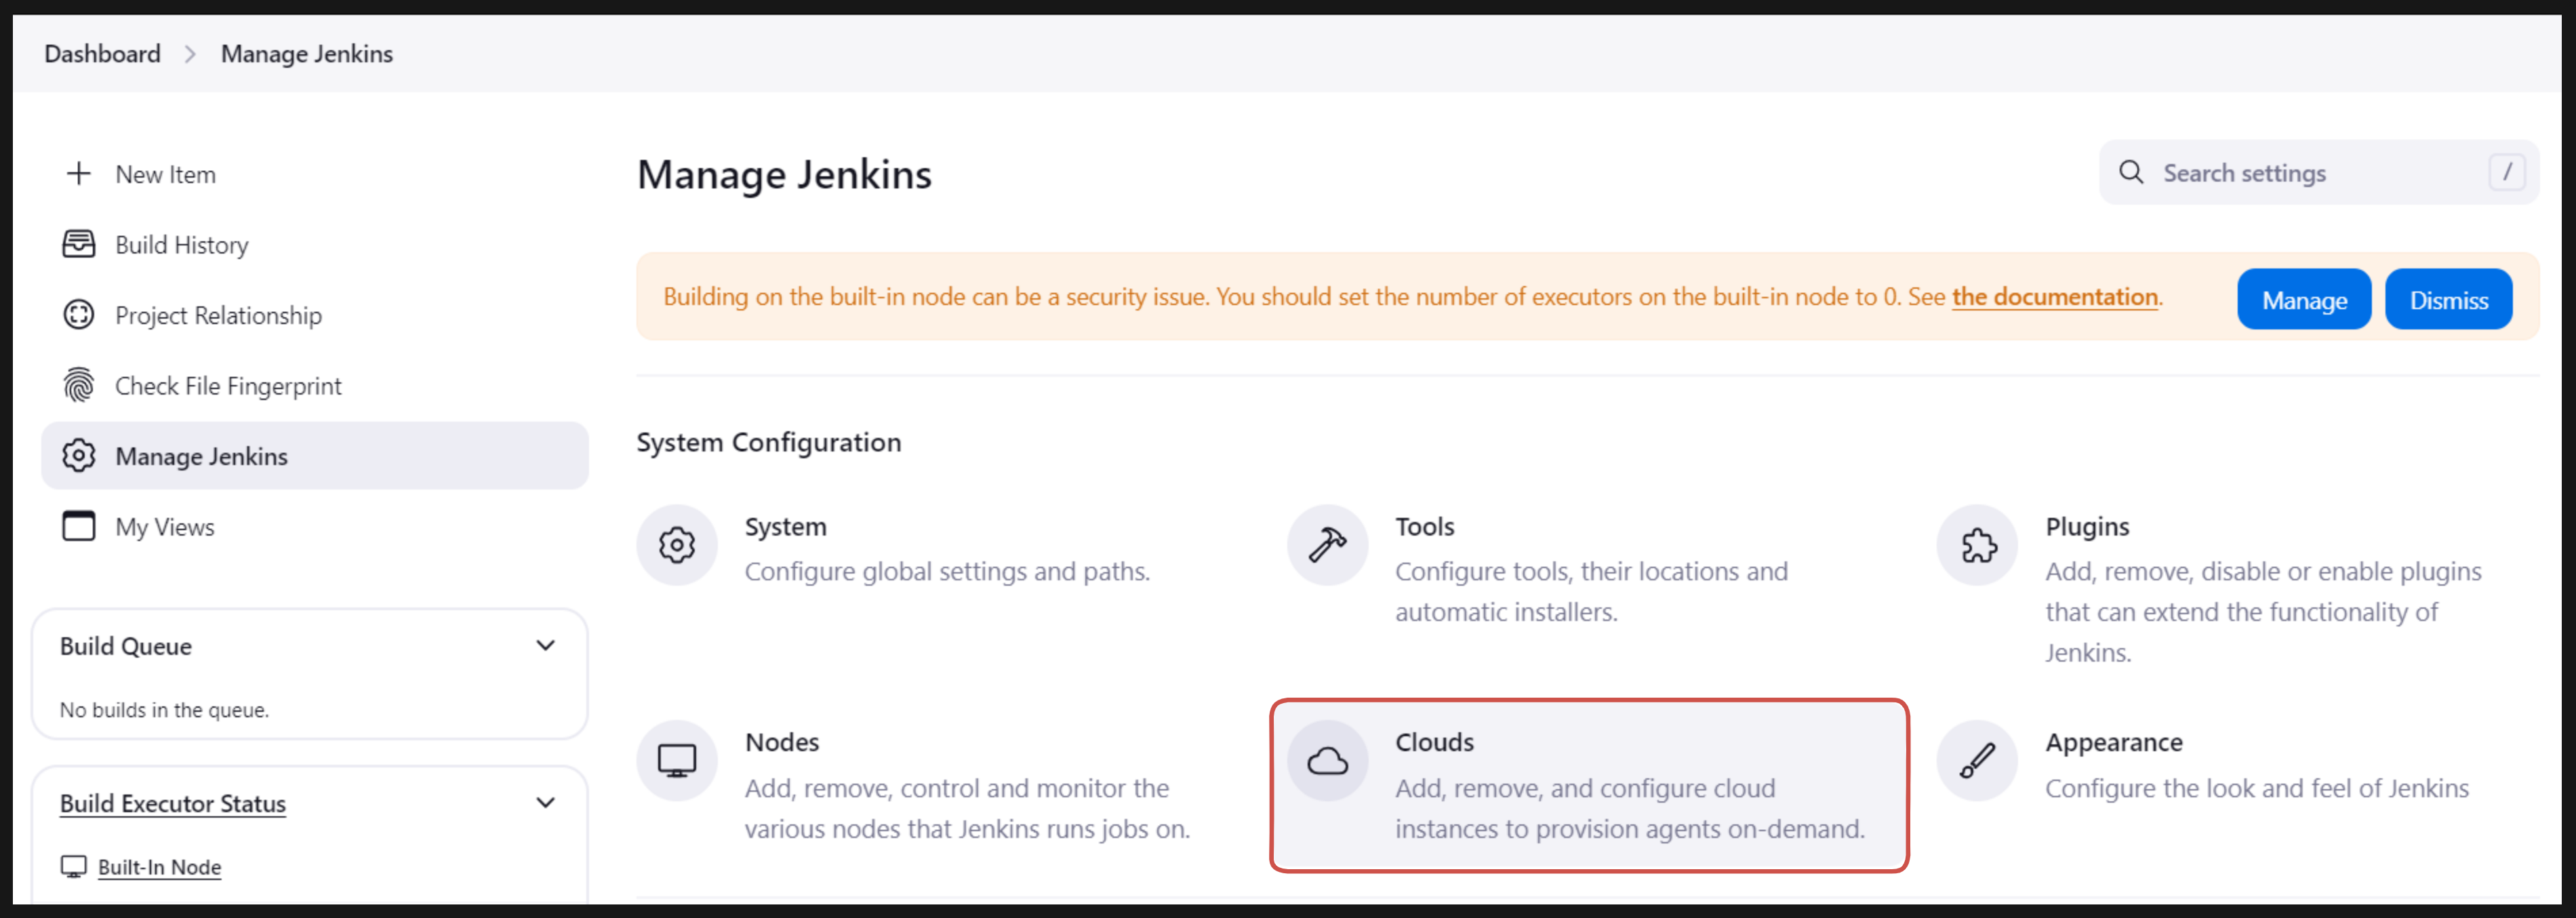 Dashboard > Manage Jenkins
New Item
Build History
Project Relationship
Check File Fingerprint
Manage Jenkins
My Views
Build Queue
No builds in the queue.
Build Executor Status
Built-In Node
Manage Jenkins
Search settings /
Building on the built-in node can be a security issue. You should set the number of executors on the built-in node to 0. See the documentation.
Manage
Dismiss
System Configuration
System
Configure global settings and paths.
Tools
Configure tools, their locations and
automatic installers.
Plugins
Add, remove, disable or enable plugins
that can extend the functionality of
Jenkins.
Nodes
Add, remove, control and monitor the
various nodes that Jenkins runs jobs on.
Clouds
Add, remove, and configure cloud
instances to provision agents on-demand.
Appearance
Configure the look and feel of Jenkins